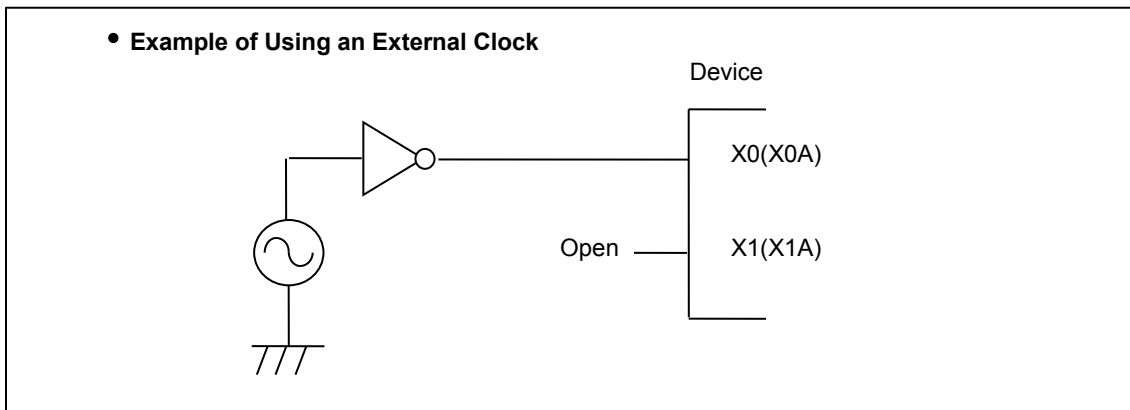 • Example of Using an External Clock
Device
X0(X0A)
Open
X1(X1A)